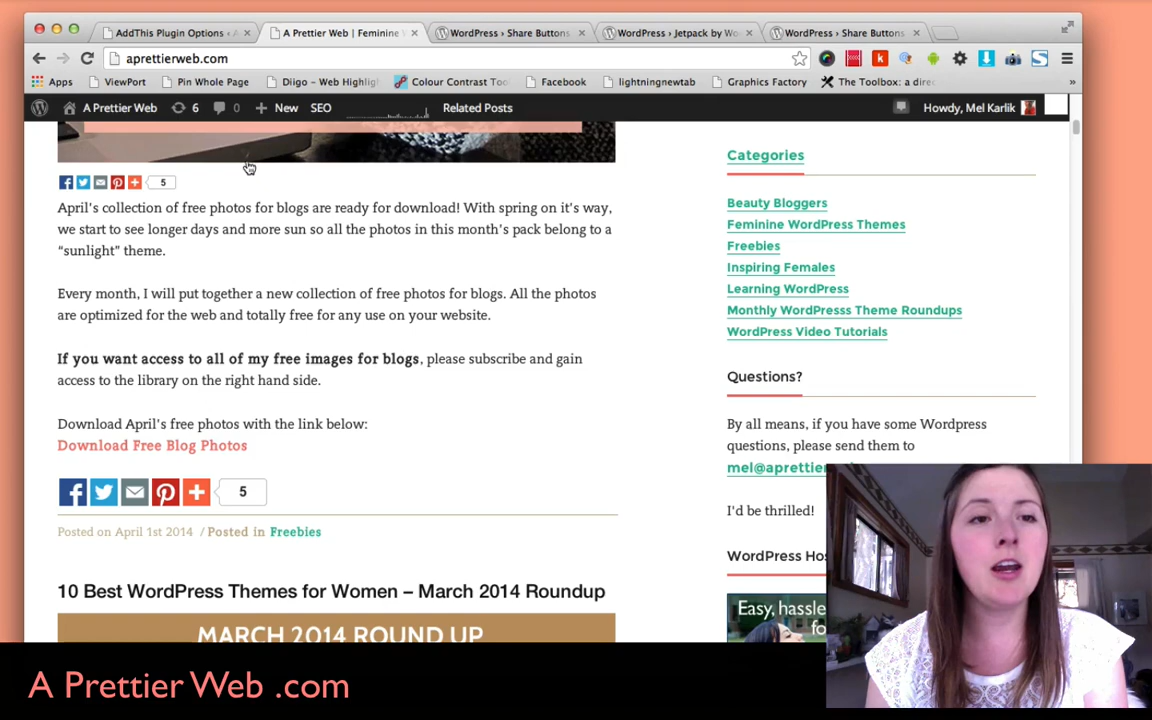 AddThis Plugin Options ‹ A
A Prettier Web | Feminine
WordPress › Share Buttons
WordPress › Jetpack by Wo
WordPress › Share Buttons
aprettierweb.com
Apps ViewPort Pin Whole Page Diigo – Web Highlig Colour Contrast Too Facebook lightningnewtab Graphics Factory The Toolbox: a dire »
A Prettier Web 6 0 New SEO Related Posts Howdy, Mel Karlik
5
April's collection of free photos for blogs are ready for download! With spring on it's way,
we start to see longer days and more sun so all the photos in this month's pack belong to a
“sunlight” theme.
Every month, I will put together a new collection of free photos for blogs. All the photos
are optimized for the web and totally free for any use on your website.
If you want access to all of my free images for blogs, please subscribe and gain
access to the library on the right hand side.
Download April's free photos with the link below:
Download Free Blog Photos
5
Posted on April 1st 2014 / Posted in Freebies
10 Best WordPress Themes for Women – March 2014 Roundup
MARCH 2014 ROUND UP
Categories
Beauty Bloggers
Feminine WordPress Themes
Freebies
Inspiring Females
Learning WordPress
Monthly WordPresss Theme Roundups
WordPress Video Tutorials
Questions?
By all means, if you have some Wordpress
questions, please send them to
mel@aprettier
I'd be thrilled!
WordPress Hos
Easy, hassle
fo
A Prettier Web .com